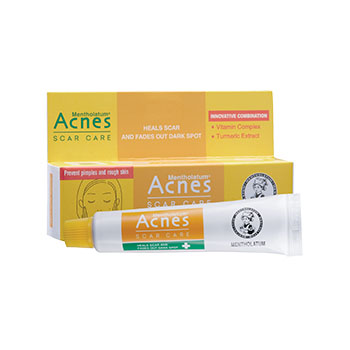 Mentholatum®
Acnes
SCAR CARE
HEALS SCAR
AND FADES OUT DARK SPOT
INNOVATIVE COMBINATION
• Vitamin Complex
• Turmeric Extract
Prevent pimples and rough skin
Mentholatum®
Acnes
SCAR CARE
Mentholatum®
Acnes
SCAR CARE
HEALS SCAR AND
FADES OUT DARK SPOT
MENTHOLATUM